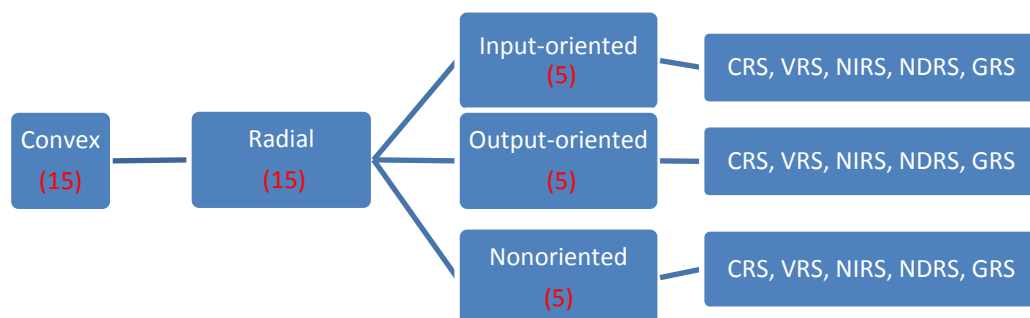 Convex
(15)
Radial
(15)
Input-oriented
(5)
CRS, VRS, NIRS, NDRS, GRS
Output-oriented
(5)
CRS, VRS, NIRS, NDRS, GRS
Nonoriented
(5)
CRS, VRS, NIRS, NDRS, GRS